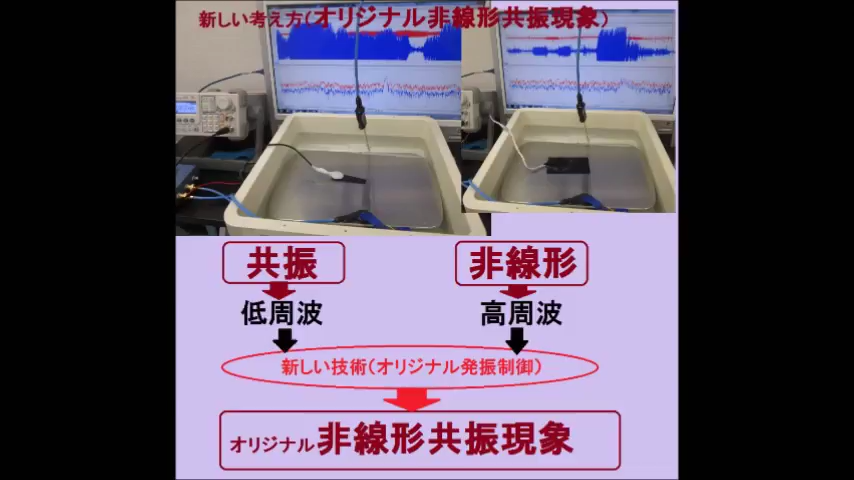 新しい考え方(オリジナル非線形共振現象)
共振
非線形
低周波
高周波
新しい技術(オリジナル発振制御)
オリジナル非線形共振現象